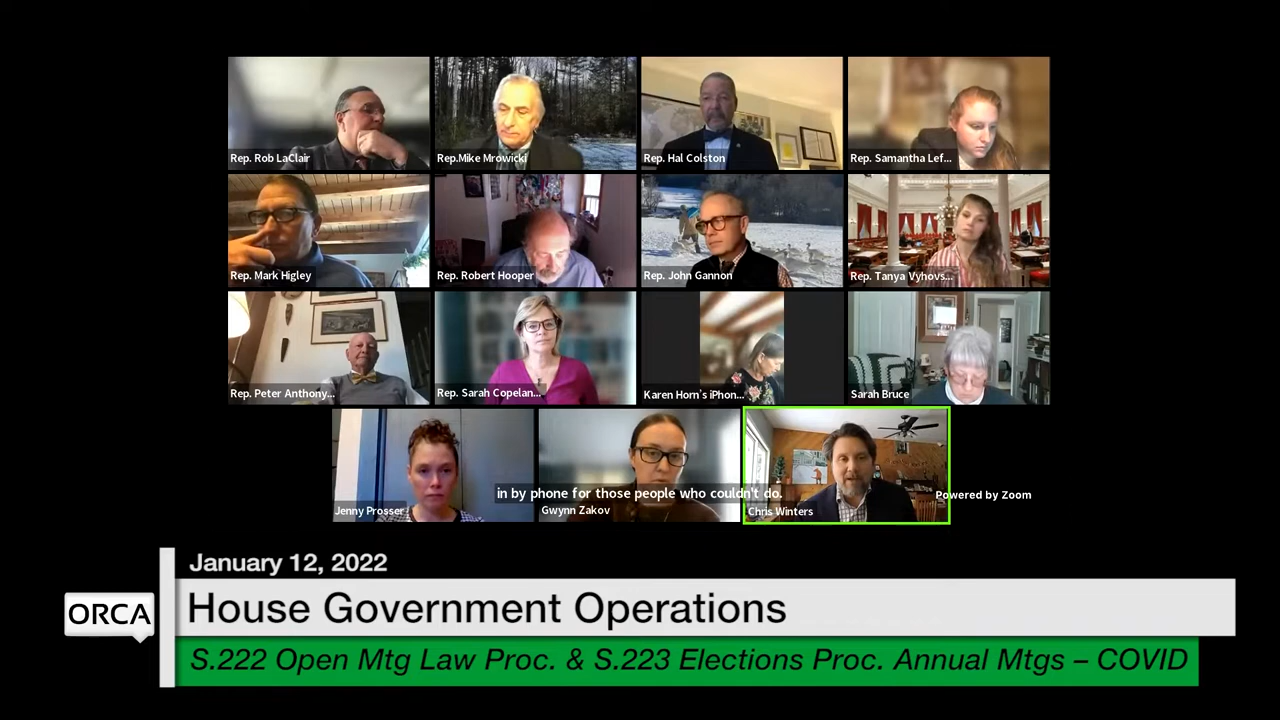 Rep. Rob LaClair
Rep.Mike Mrowicki
Rep. Hal Colston
Rep. Samantha Lef...
Rep. Mark Higley
Rep. Robert Hooper
Rep. John Gannon
Rep. Tanya Vyhovs...
Rep. Peter Anthony...
Rep. Sarah Copelan...
Karen Horn's iPhon...
Sarah Bruce
in by phone for those people who couldn't do.
Jenny Prosser
Gwynn Zakov
Chris Winters
Powered by Zoom
January 12, 2022
ORCA
House Government Operations
S.222 Open Mtg Law Proc. & S.223 Elections Proc. Annual Mtgs – COVID